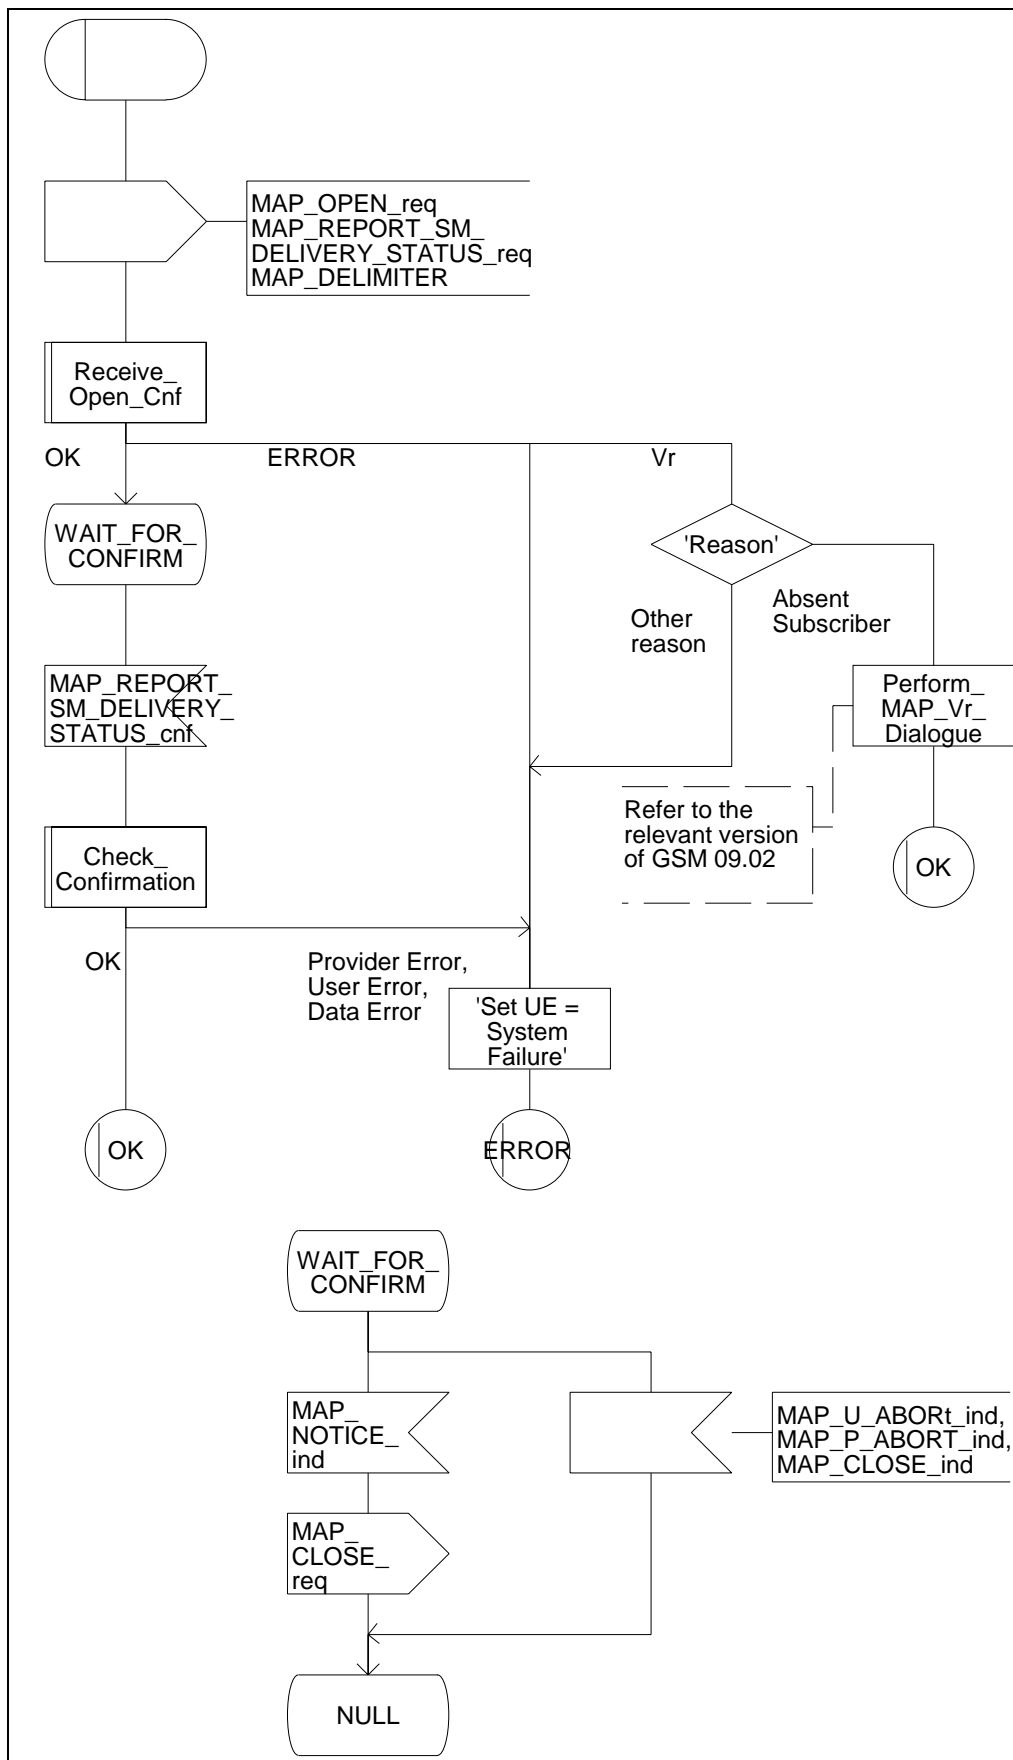 MAP_OPEN_req
MAP_REPORT_SM_
DELIVERY_STATUS_req
MAP_DELIMITER
Receive_
Open_Cnf
OK
ERROR
Vr
WAIT_FOR_
CONFIRM
'Reason'
Other
reason
Absent
Subscriber
MAP_REPORT_
SM_DELIVERY_
STATUS_cnf
Perform_
MAP_Vr_
Dialogue
Refer to the
relevant version
of GSM 09.02
Check_
Confirmation
OK
OK
Provider Error,
User Error,
Data Error
'Set UE =
System
Failure'
OK
ERROR
WAIT_FOR_
CONFIRM
MAP_
NOTICE_
ind
MAP_U_ABORt_ind,
MAP_P_ABORT_ind,
MAP_CLOSE_ind
MAP_
CLOSE_
req
NULL